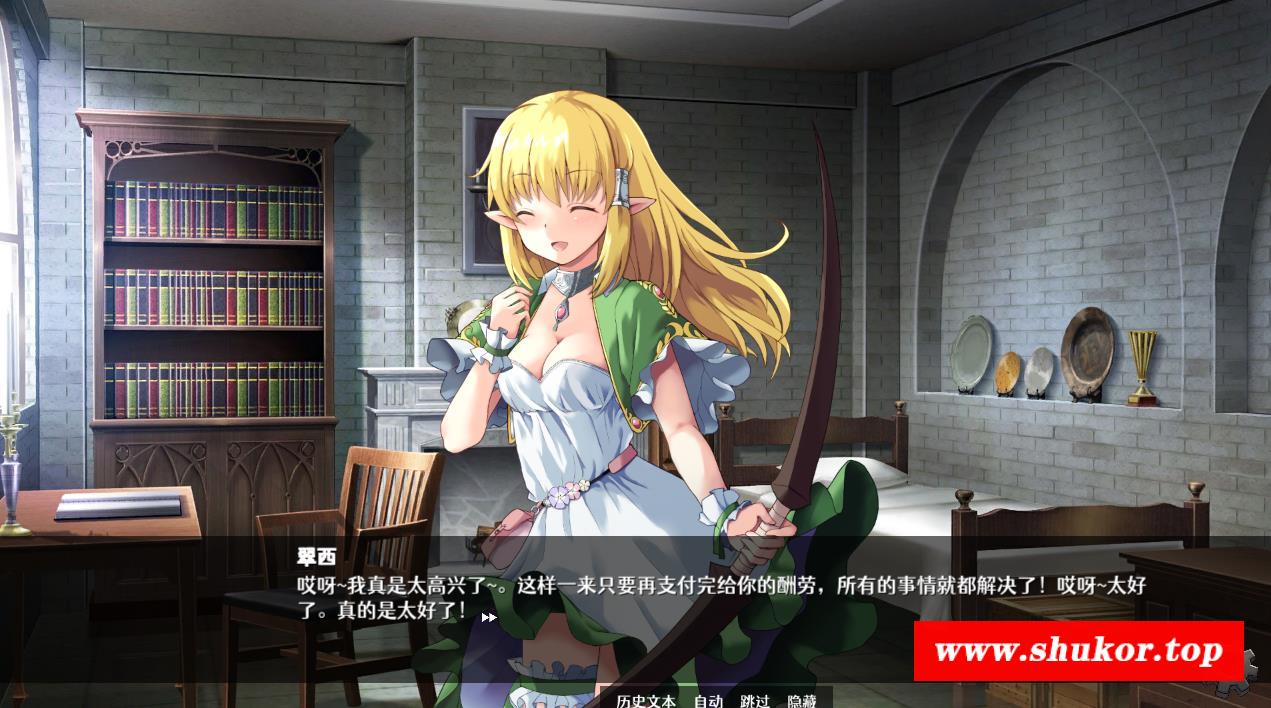 翠西
哎呀~我真是太高兴了~。这样一来只要再支付完给你的酬劳，所有的事情就都解决了！哎呀~太好
了。真的是太好了！
www.shukor.top
历史文本 自动 跳过 隐藏